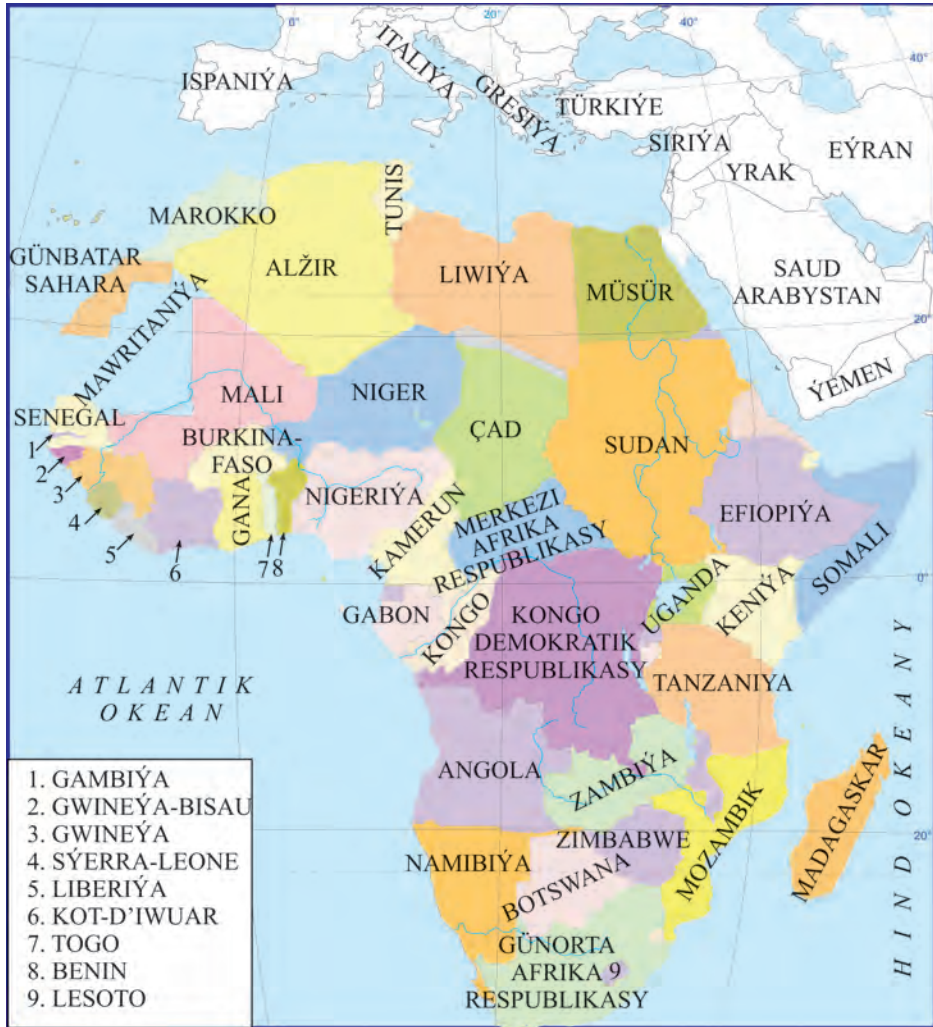 0°
20°
40°
ISPANIÝA
ITALIÝA
GRESIÝA
TÜRKIÝE
40°
SIRIÝA
YRAK
EÝRAN
MAROKKO
TUNIS
GÜNBATAR
SAHARA
ALŽIR
LIWIÝA
MÜSÜR
SAUD
ARABYSTAN
20°
MAWRITANIÝA
ÝEMEN
SENEGAL
MALI
NIGER
ÇAD
SUDAN
1
2
3
4
5
6
7
8
BURKINA-
FASO
GANA
NIGERIÝA
KAMERUN
MERKEZI
AFRIKA
RESPUBLIKASY
EFIOPIÝA
SOMALI
0°
GABON
KONGO
KONGO
DEMOKRATIK
RESPUBLIKASY
UGANDA
KENIÝA
TANZANIYA
ATLANTIK
OKEAN
HIND OKEANY
ANGOLA
ZAMBIÝA
MOZAMBIK
MADAGASKAR
20°
NAMIBIÝA
ZIMBABWE
BOTSWANA
GÜNORTA
AFRIKA 9
RESPUBLIKASY
1. GAMBIÝA
2. GWINEÝA-BISAU
3. GWINEÝA
4. SÝERRA-LEONE
5. LIBERIÝA
6. KOT-D’IWUAR
7. TOGO
8. BENIN
9. LESOTO